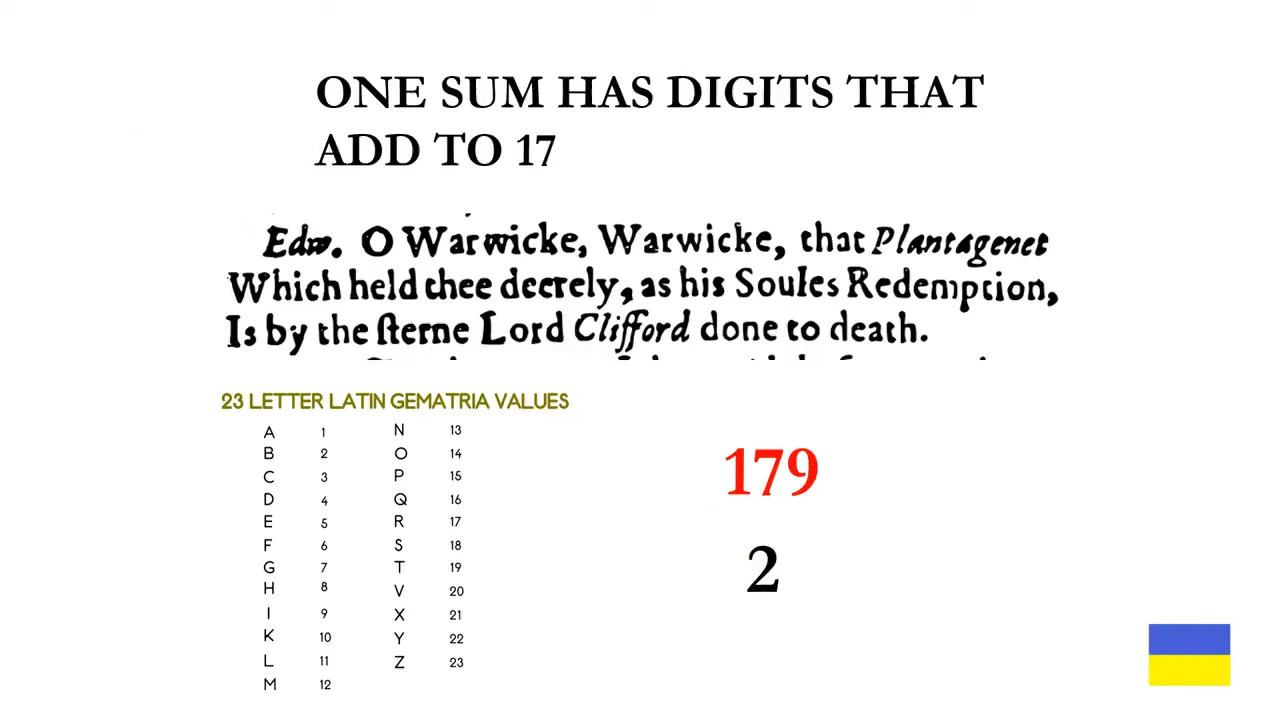 ONE SUM HAS DIGITS THAT
ADD TO 17
Edw. O Warwicke, Warwicke, that Plantagenet
Which held thee deerely, as his Soules Redemption,
Is by the ſterne Lord Clifford done to death.
23 LETTER LATIN GEMATRIA VALUES
A 1 N 13
B 2 O 14
C 3 P 15
D 4 Q 16
E 5 R 17
F 6 S 18
G 7 T 19
H 8 V 20
I 9 X 21
K 10 Y 22
L 11 Z 23
M 12
179
2